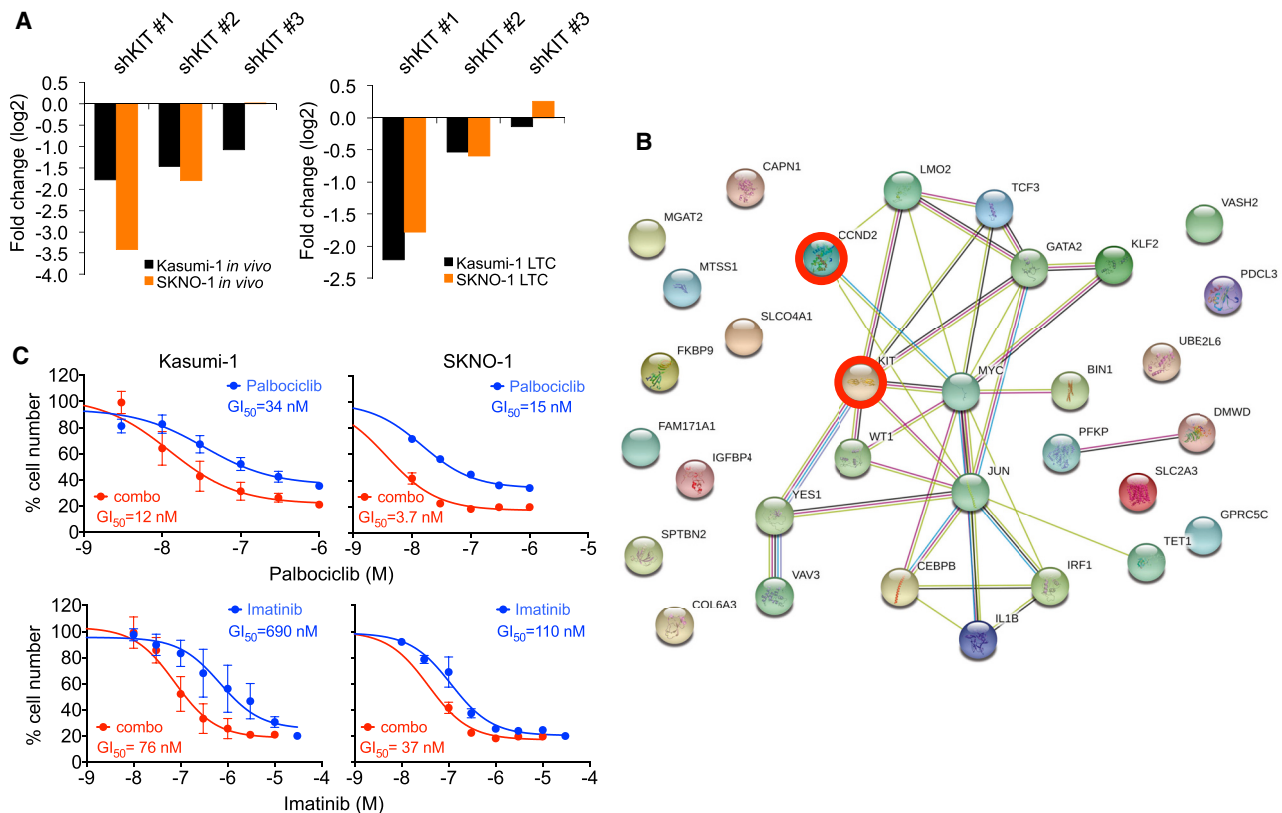 A
shKIT #1
shKIT #2
shKIT #3
Fold change (log2)
0.5
0.0
-0.5
-1.0
-1.5
-2.0
-2.5
-3.0
-3.5
-4.0
Kasumi-1 in vivo
SKNO-1 in vivo
shKIT #1
shKIT #2
shKIT #3
Fold change (log2)
0.5
0.0
-0.5
-1.0
-1.5
-2.0
-2.5
Kasumi-1 LTC
SKNO-1 LTC
B
CAPN1
LMO2
TCF3
VASH2
MGAT2
CCND2
GATA2
KLF2
MTSS1
PDCL3
SLCO4A1
FKBP9
KIT
MYC
BIN1
UBE2L6
FAM171A1
WT1
PFKP
DMWD
IGFBP4
JUN
SLC2A3
YES1
GPRC5C
SPTBN2
TET1
VAV3
CEBPB
IRF1
COL6A3
IL1B
C
Kasumi-1
SKNO-1
% cell number
120
100
80
60
40
20
0
Palbociclib
GI50=34 nM
combo
GI50=12 nM
-9 -8 -7 -6
Palbociclib
GI50=15 nM
combo
GI50=3.7 nM
-9 -8 -7 -6 -5
Palbociclib (M)
% cell number
120
100
80
60
40
20
0
Imatinib
GI50=690 nM
combo
GI50= 76 nM
-9 -8 -7 -6 -5 -4
Imatinib
GI50=110 nM
combo
GI50= 37 nM
-9 -8 -7 -6 -5 -4
Imatinib (M)